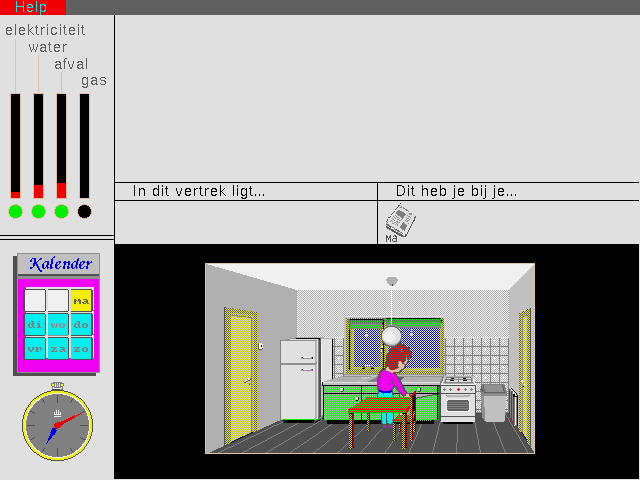 Help
elektriciteit
water
afval
gas
In dit vertrek ligt...
Dit heb je bij je...
Ma
Kalender
ma
di wo do
vr za zo